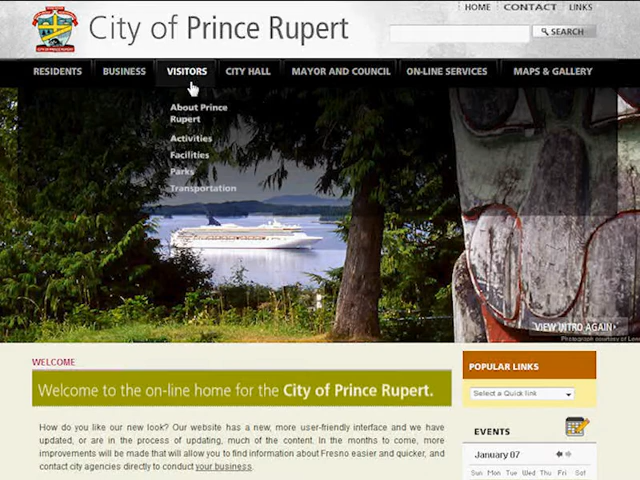 HOME CONTACT LINKS
City of Prince Rupert
SEARCH
RESIDENTS BUSINESS VISITORS CITY HALL MAYOR AND COUNCIL ON-LINE SERVICES MAPS & GALLERY
About Prince
Rupert
Activities
Facilities
Parks
Transportation
VIEW INTRO AGAIN
Photograph courtesy of
WELCOME
Welcome to the on-line home for the City of Prince Rupert.
How do you like our new look? Our website has a new, more user-friendly interface and we have
updated, or are in the process of updating, much of the content. In the months to come, more
improvements will be made that will allow you to find information about Fresno easier and quicker, and
contact city agencies directly to conduct your business.
POPULAR LINKS
Select a Quick link
EVENTS
January 07
Sun Mon Tue Wed Thu Fri Sat